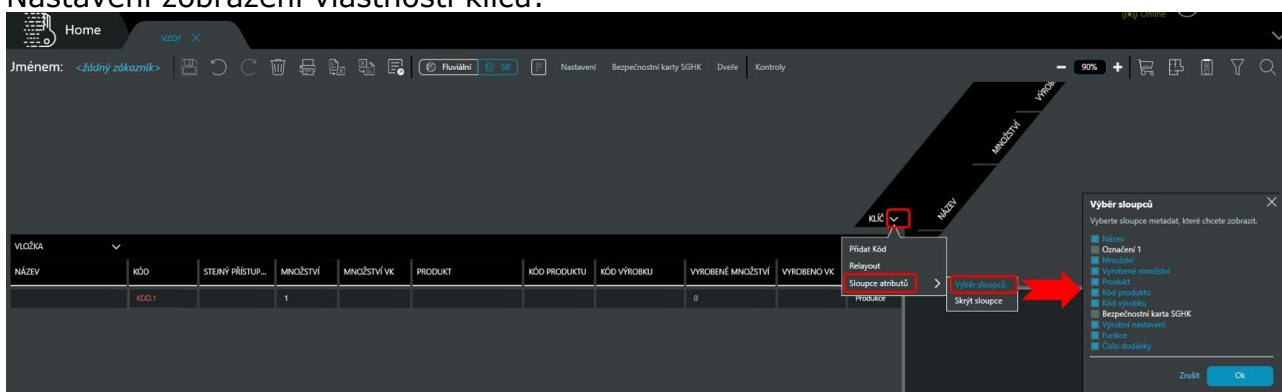 Nastavení zobrazení vlastností klíčů:
((•)) Online
Home
vzor ×
Jménem: <žádný zákazník>
Fluviální
Síť
Nastavení
Bezpečnostní karty SGHK
Dveře
Kontroly
90%
VÝROB
MNOŽSTVÍ
NÁZEV
KLÍČ
VLOŽKA
NÁZEV
KÓD
STEJNÝ PŘÍSTUP...
MNOŽSTVÍ
MNOŽSTVÍ VK
PRODUKT
KÓD PRODUKTU
KÓD VÝROBKU
VYROBENÉ MNOŽSTVÍ
VYROBENO VK
KOD.1
1
0
Produkce
Přidat Kód
Relayout
Sloupce atributů
Výběr sloupců
Skrýt sloupce
Výběr sloupců
Vyberte sloupce metadat, které chcete zobrazit.
Název
Označení 1
Množství
Vyrobené množství
Produkt
Kód produktu
Kód výrobku
Bezpečnostní karta SGHK
Výrobní nastavení
Funkce
Číslo dodávky
Zrušit
Ok